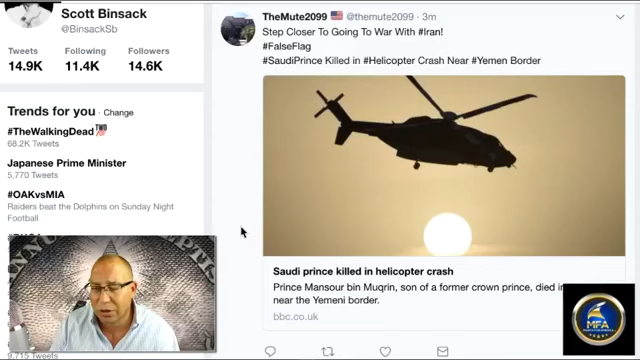 Scott Binsack
@BinsackSb
Tweets Following Followers
14.9K 11.4K 14.6K
Trends for you · Change
#TheWalkingDead
68.2K Tweets
Japanese Prime Minister
5,770 Tweets
#OAKvsMIA
Raiders beat the Dolphins on Sunday Night
Football
9,715 Tweets
TheMute2099 @themute2099 · 3m
Step Closer To Going To War With #Iran!
#FalseFlag
#SaudiPrince Killed in #Helicopter Crash Near #Yemen Border
Saudi prince killed in helicopter crash
Prince Mansour bin Muqrin, son of a former crown prince, died in
near the Yemeni border.
bbc.co.uk
MFA